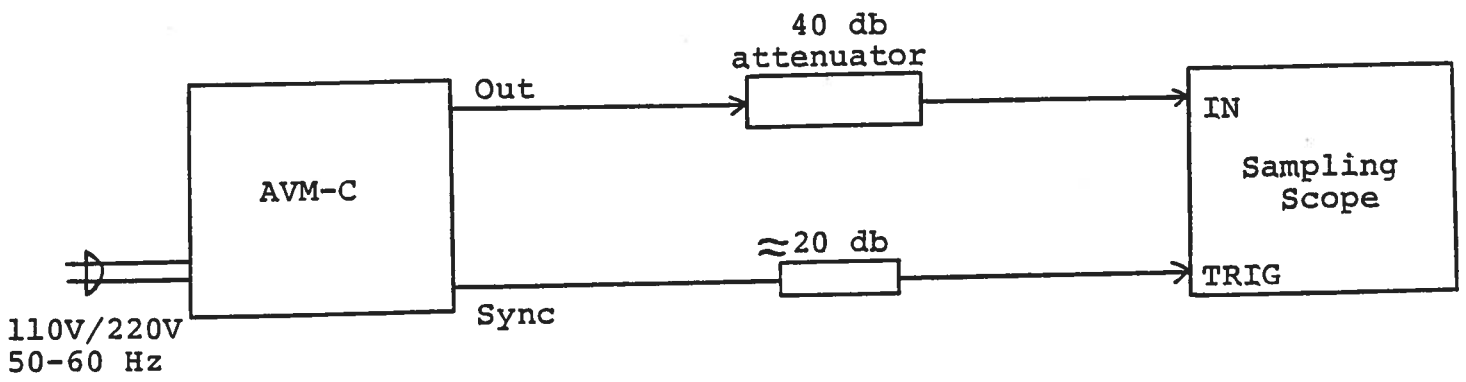 40 db
attenuator
Out
IN
AVM-C
Sampling
Scope
≈20 db
TRIG
Sync
110V/220V
50-60 Hz